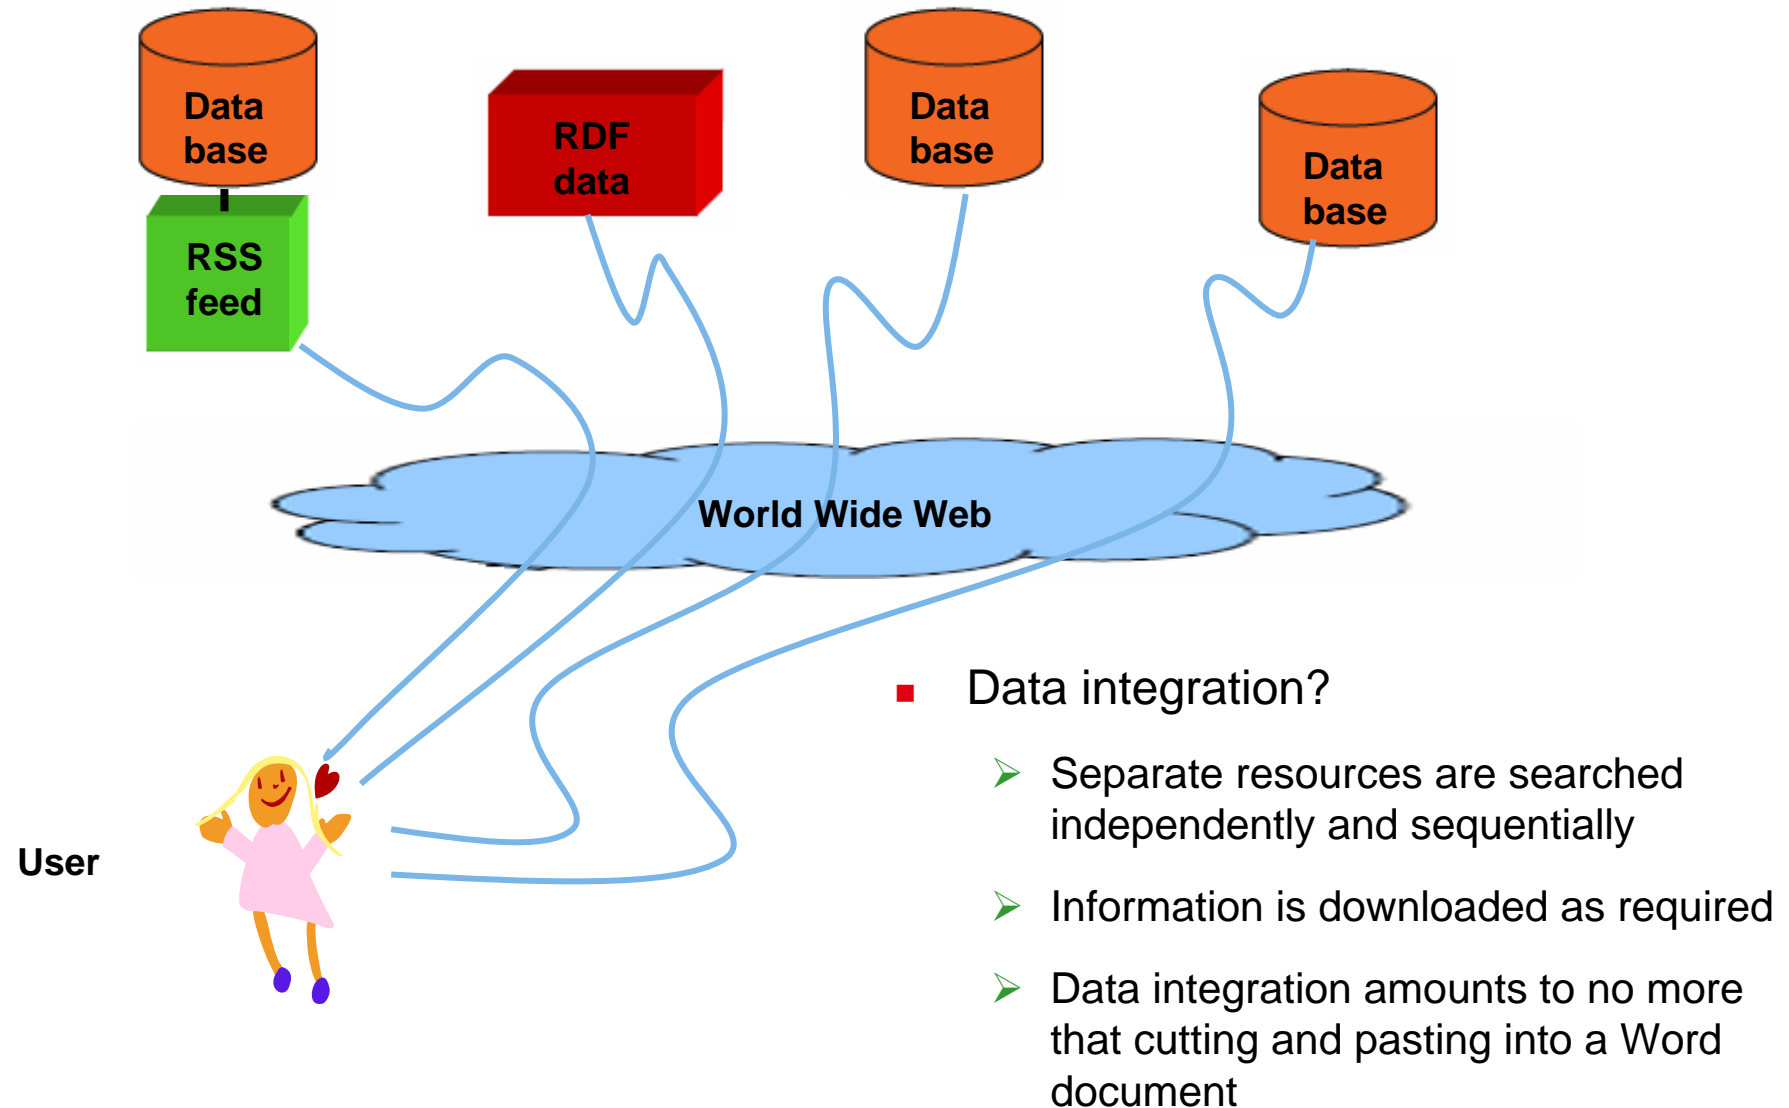 Data
base
RDF
data
Data
base
Data
base
RSS
feed
World Wide Web
User
Data integration?
Separate resources are searched
independently and sequentially
Information is downloaded as required
Data integration amounts to no more
that cutting and pasting into a Word
document